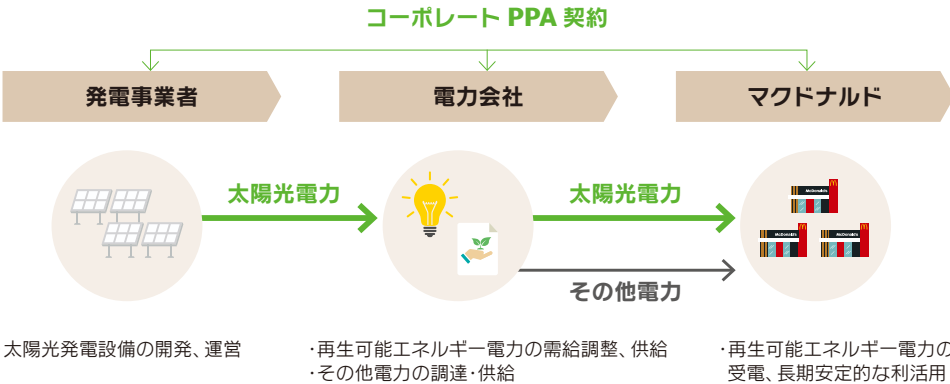 コーポレート PPA 契約
発電事業者
電力会社
マクドナルド
太陽光電力
太陽光電力
McDonald's
McDonald's
McDonald's
その他電力
太陽光発電設備の開発、運営
・再生可能エネルギー電力の需給調整、供給
・その他電力の調達・供給
・再生可能エネルギー電力の
受電、長期安定的な利活用